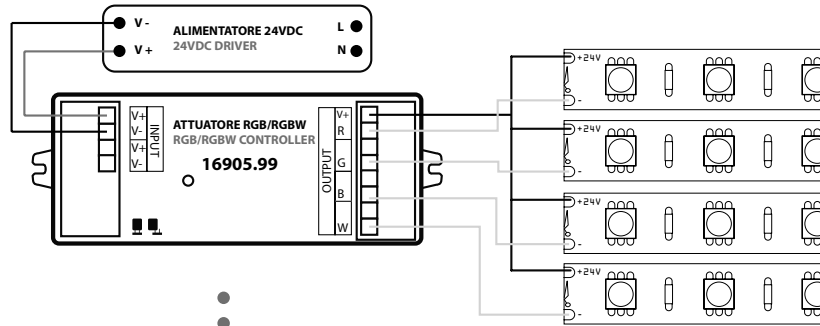 V -
V +
ALIMENTATORE 24VDC
24VDC DRIVER
L
N
V+
V-
V+
V-
INPUT
ATTUATORE RGB/RGBW
RGB/RGBW CONTROLLER
16905.99
OUTPUT
V+
R
G
B
W
+24V
-
+24V
-
+24V
-
+24V
-